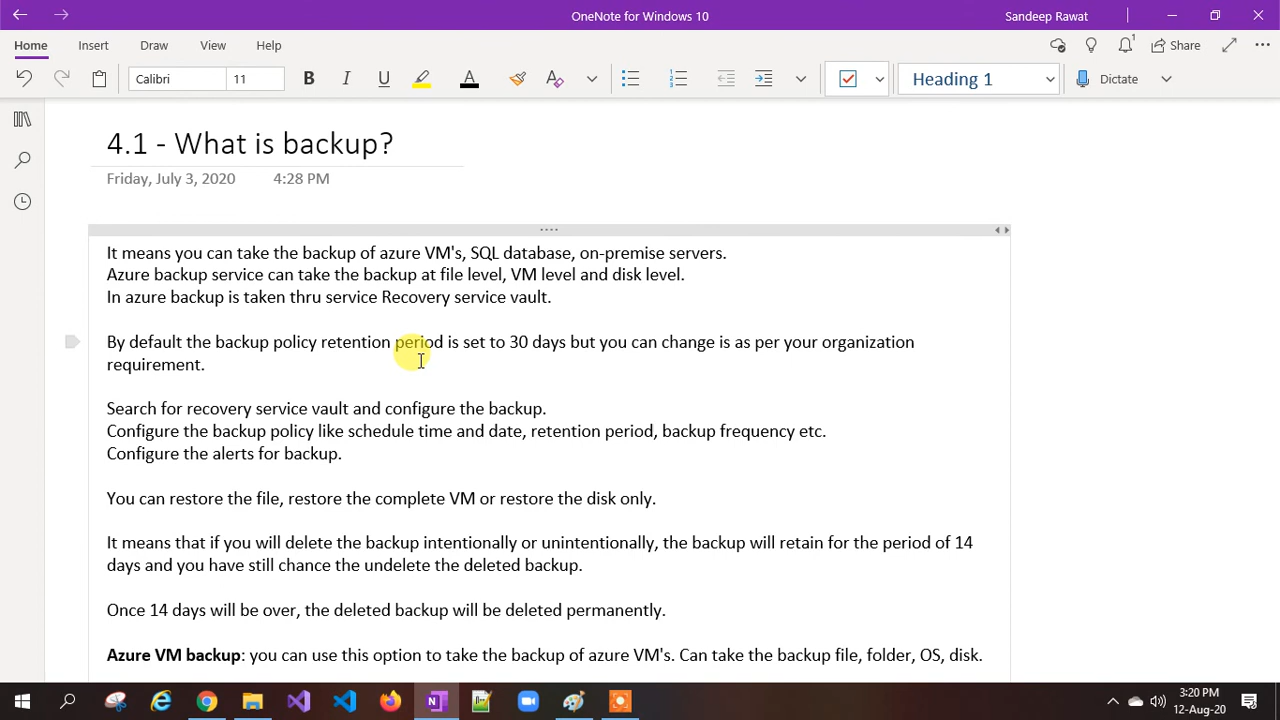 OneNote for Windows 10
Sandeep Rawat
Home
Insert
Draw
View
Help
1
Share
Calibri
11
B
I
U
A
A
Heading 1
Dictate
4.1 - What is backup?
Friday, July 3, 2020
4:28 PM
It means you can take the backup of azure VM's, SQL database, on-premise servers.
Azure backup service can take the backup at file level, VM level and disk level.
In azure backup is taken thru service Recovery service vault.
By default the backup policy retention period is set to 30 days but you can change is as per your organization
requirement.
Search for recovery service vault and configure the backup.
Configure the backup policy like schedule time and date, retention period, backup frequency etc.
Configure the alerts for backup.
You can restore the file, restore the complete VM or restore the disk only.
It means that if you will delete the backup intentionally or unintentionally, the backup will retain for the period of 14
days and you have still chance the undelete the deleted backup.
Once 14 days will be over, the deleted backup will be deleted permanently.
Azure VM backup: you can use this option to take the backup of azure VM's. Can take the backup file, folder, OS, disk.
3:20 PM
12-Aug-20